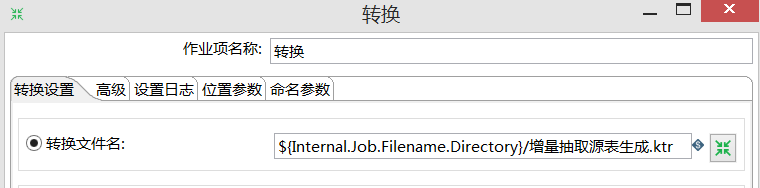 转换
作业项名称: 转换
转换设置 高级 设置日志 位置参数 命名参数
转换文件名: ${Internal.Job.Filename.Directory}/增量抽取源表生成.ktr